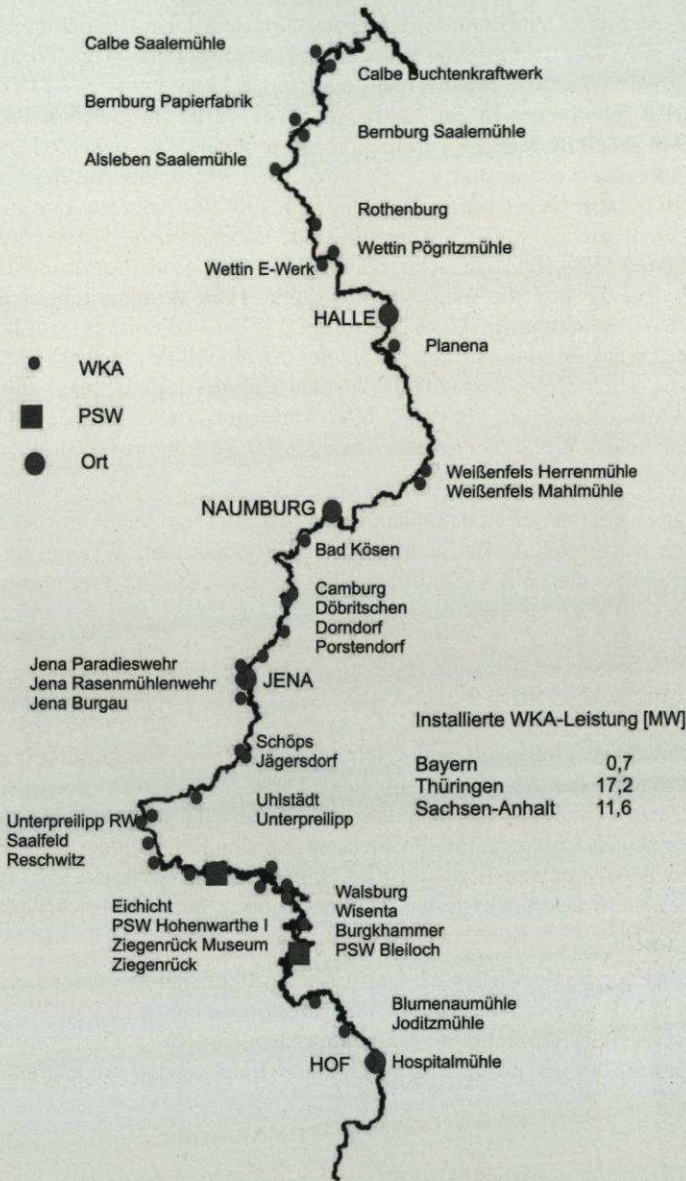 Calbe Saalemühle
Calbe Buchtenkraftwerk
Bernburg Papierfabrik
Bernburg Saalemühle
Alsleben Saalemühle
Rothenburg
Wettin Pögritzmühle
Wettin E-Werk
HALLE
Planena
WKA
PSW
Ort
Weißenfels Herrenmühle
Weißenfels Mahlmühle
NAUMBURG
Bad Kösen
Camburg
Döbritschen
Dorndorf
Porstendorf
Jena Paradieswehr
Jena Rasenmühlenwehr
Jena Burgau
JENA
Installierte WKA-Leistung [MW]
Bayern 0,7
Thüringen 17,2
Sachsen-Anhalt 11,6
Schöps
Jägersdorf
Uhlstädt
Unterpreilipp
Unterpreilipp RW
Saalfeld
Reschwitz
Eichicht
PSW Hohenwarthe I
Ziegenrück Museum
Ziegenrück
Walsburg
Wisenta
Burgkhammer
PSW Bleiloch
Blumenaumühle
Joditzmühle
HOF
Hospitalmühle